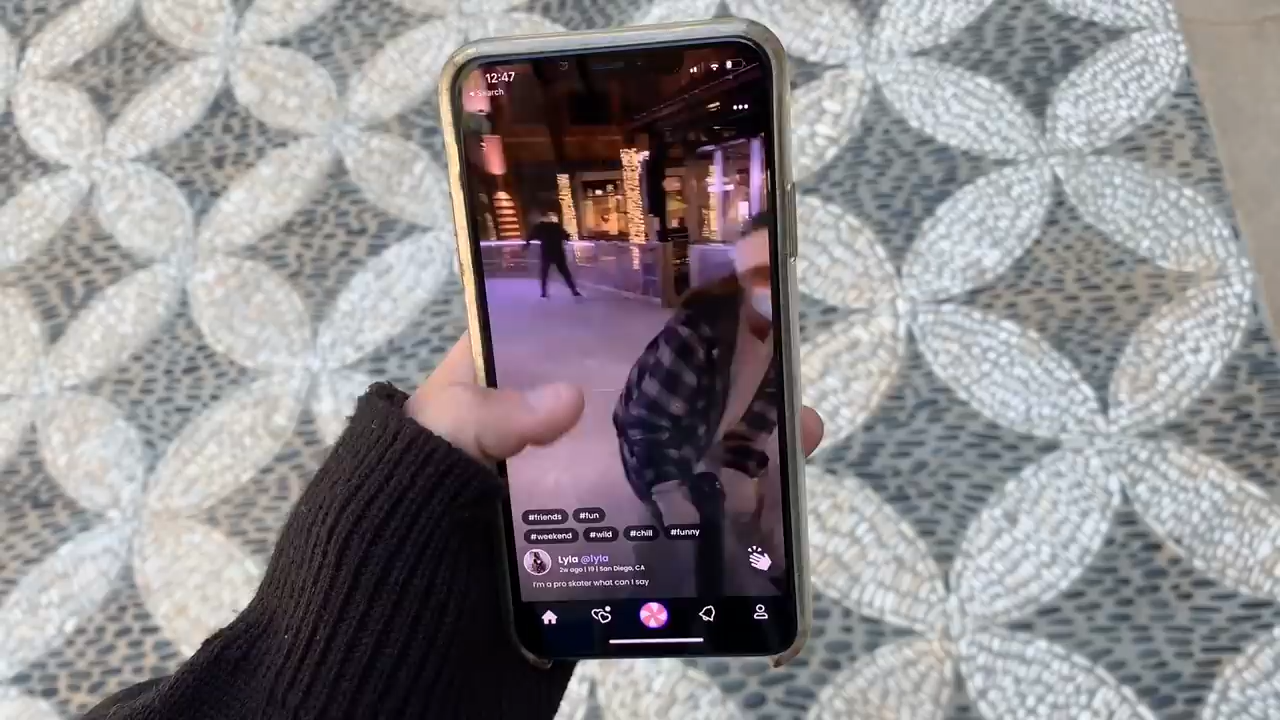 12:47
◂ Search
#friends #fun
#weekend #wild #chill #funny
Lyla @lyla
2w ago | 19 | San Diego, CA
I'm a pro skater what can I say